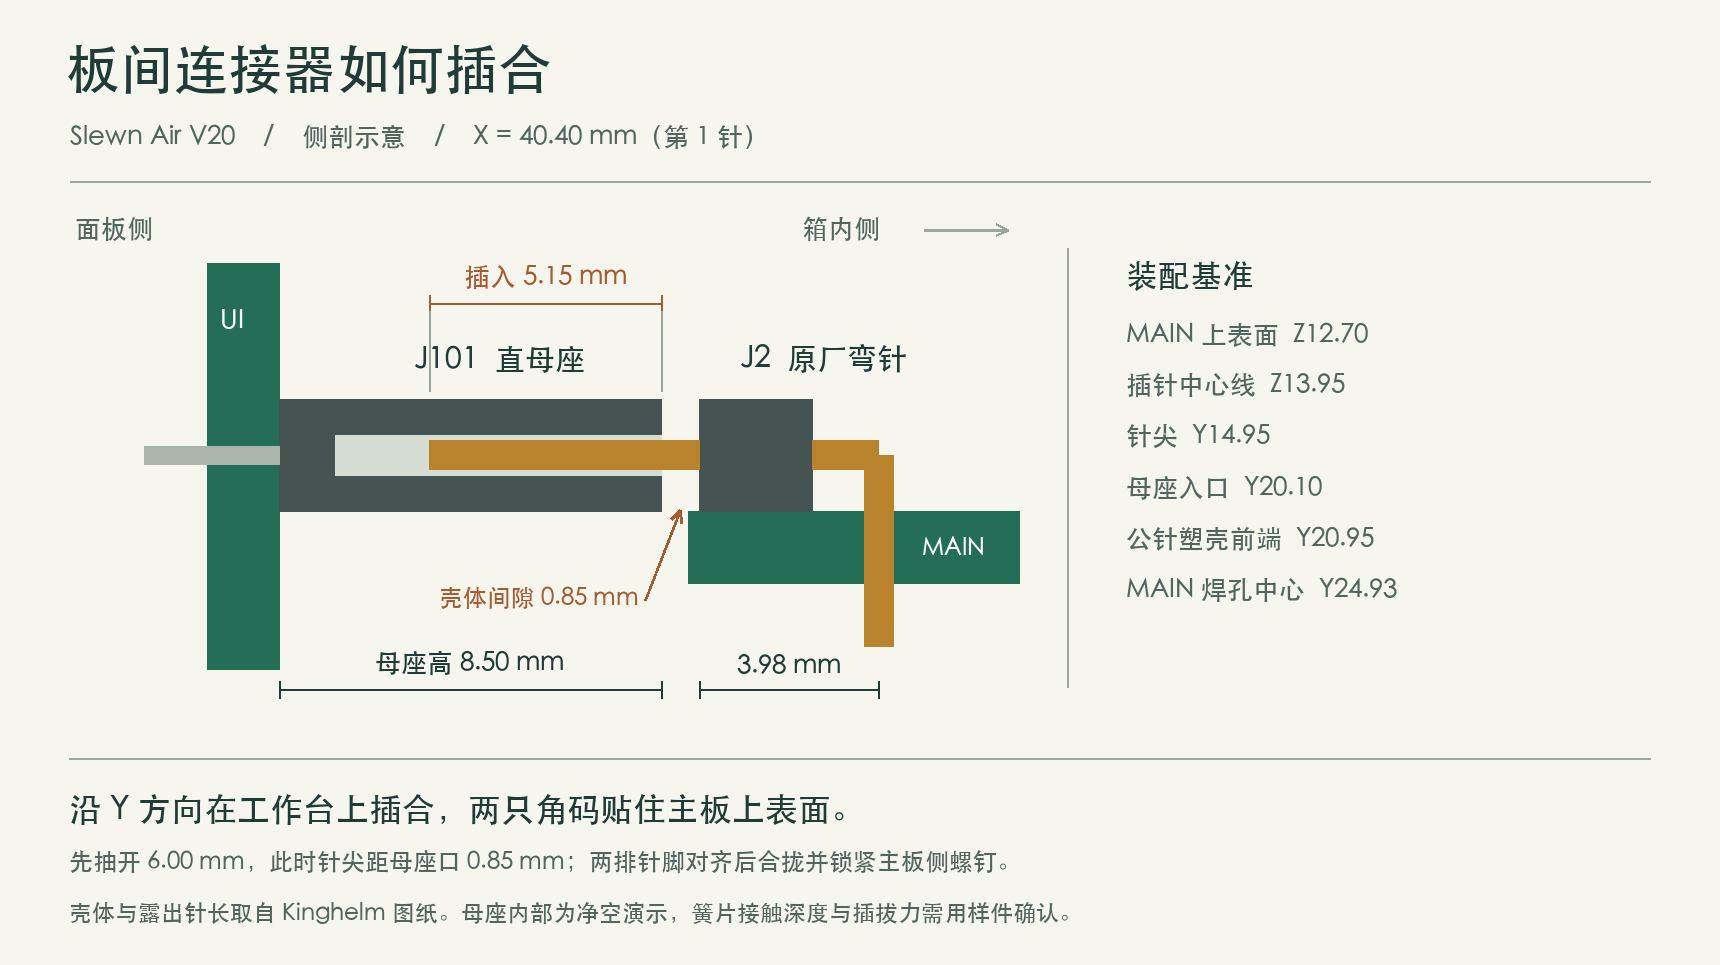 板间连接器如何插合
Slewn Air V20 / 侧剖示意 / X = 40.40 mm（第 1 针）
面板侧
箱内侧
插入 5.15 mm
UI
J101 直母座
J2 原厂弯针
MAIN
壳体间隙 0.85 mm
母座高 8.50 mm
3.98 mm
装配基准
MAIN 上表面 Z12.70
插针中心线 Z13.95
针尖 Y14.95
母座入口 Y20.10
公针塑壳前端 Y20.95
MAIN 焊孔中心 Y24.93
沿 Y 方向在工作台上插合，两只角码贴住主板上表面。
先抽开 6.00 mm，此时针尖距母座口 0.85 mm；两排针脚对齐后合拢并锁紧主板侧螺钉。
壳体与露出针长取自 Kinghelm 图纸。母座内部为净空演示，簧片接触深度与插拔力需用样件确认。